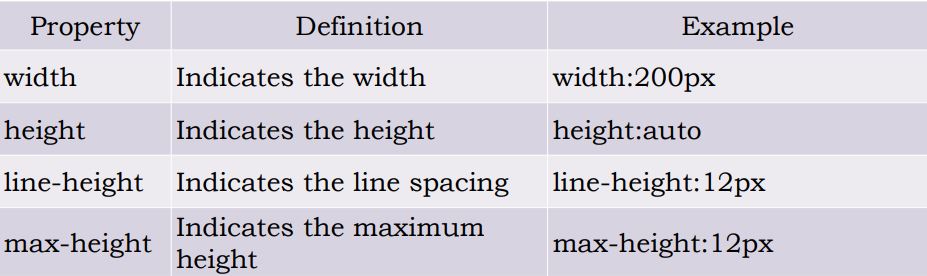 Property Definition Example
width Indicates the width width:200px
height Indicates the height height:auto
line-height Indicates the line spacing line-height:12px
max-height Indicates the maximum height max-height:12px